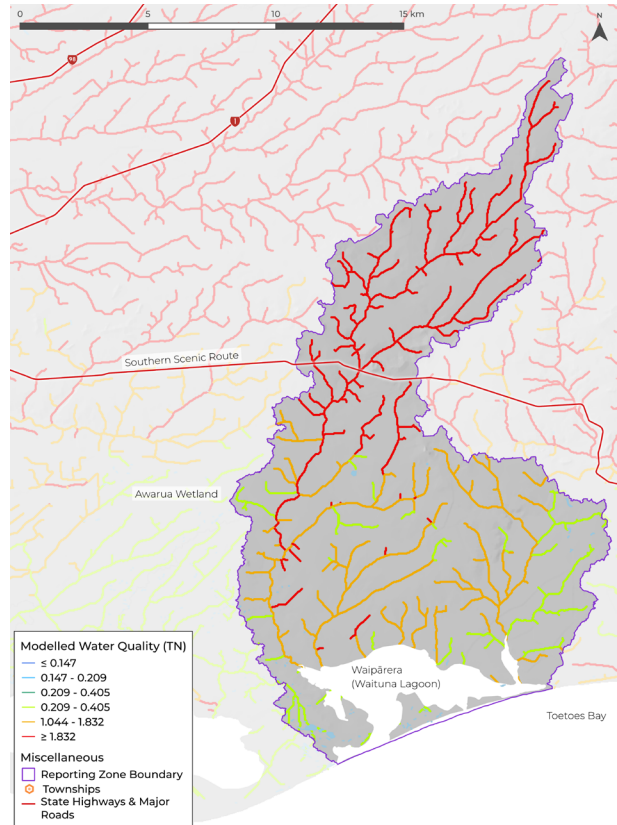 0 5 10 15 km
N
98
1
Southern Scenic Route
Awarua Wetland
Waipārera
(Waituna Lagoon)
Toetoes Bay
Modelled Water Quality (TN)
≤ 0.147
0.147 - 0.209
0.209 - 0.405
0.209 - 0.405
1.044 - 1.832
≥ 1.832
Miscellaneous
Reporting Zone Boundary
Townships
State Highways & Major
Roads